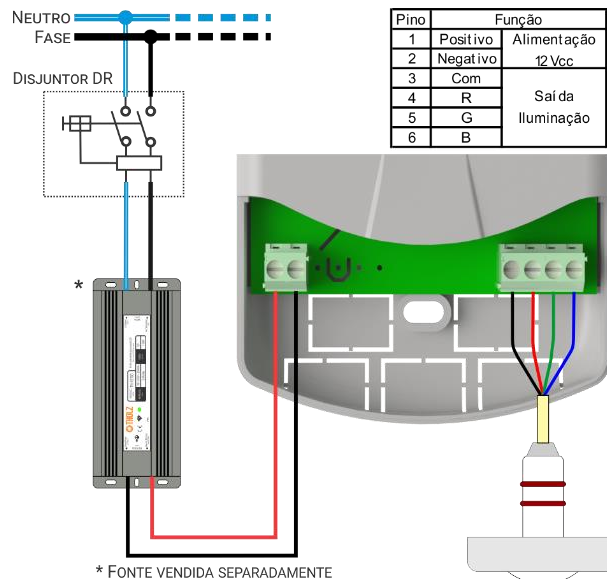 NEUTRO
FASE
DISJUNTOR DR
Pino Função
1 Positivo Alimentação
2 Negativo 12 Vcc
3 Com
4 R Saída
5 G Iluminação
6 B
*
THOLZ
* FONTE VENDIDA SEPARADAMENTE